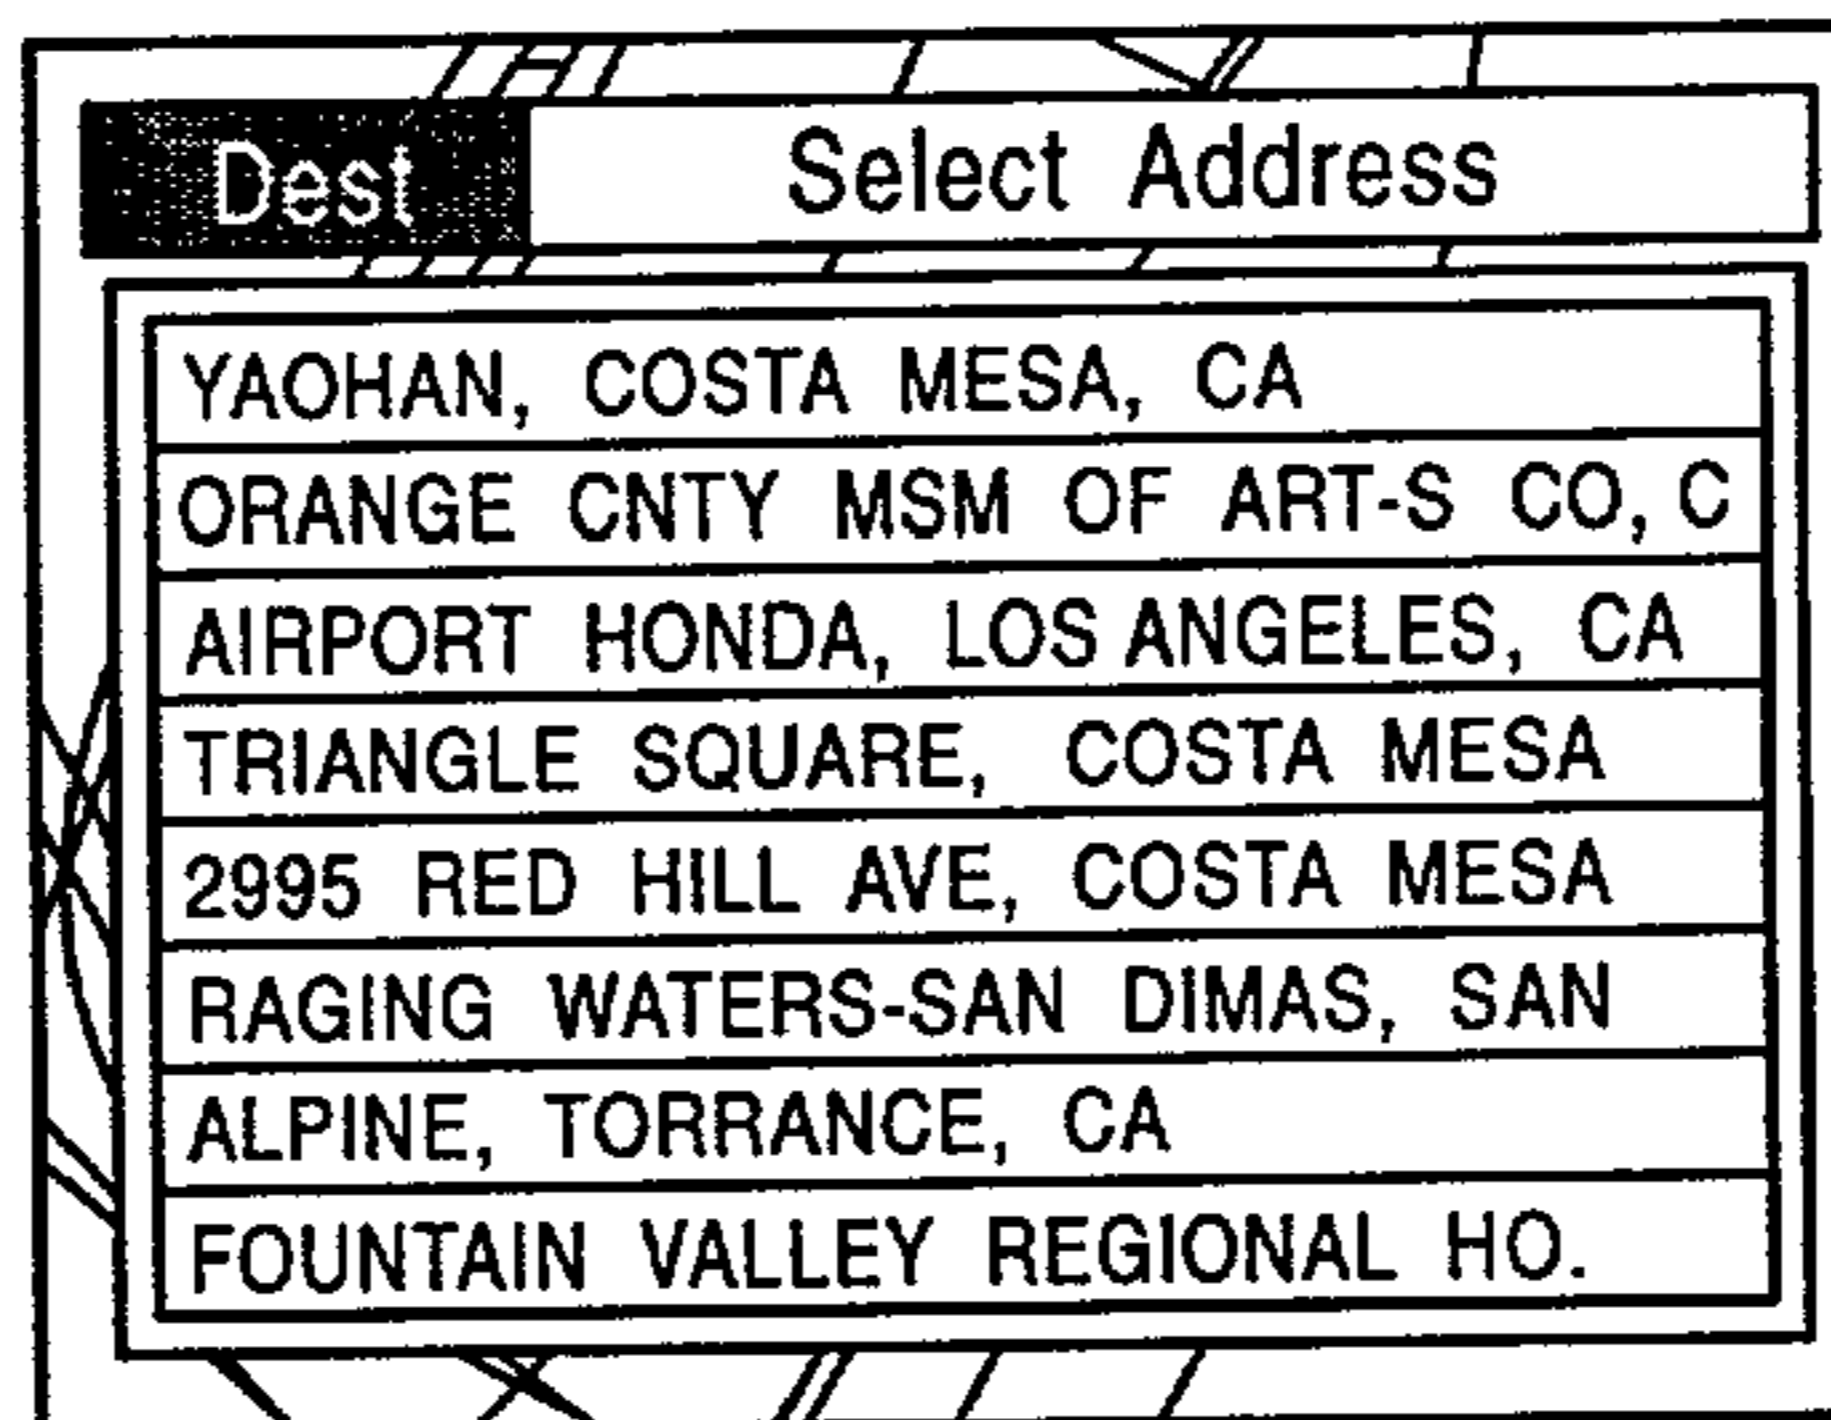 Dest Select Address
YAOHAN, COSTA MESA, CA
ORANGE CNTY MSM OF ART-S CO, C
AIRPORT HONDA, LOS ANGELES, CA
TRIANGLE SQUARE, COSTA MESA
2995 RED HILL AVE, COSTA MESA
RAGING WATERS-SAN DIMAS, SAN
ALPINE, TORRANCE, CA
FOUNTAIN VALLEY REGIONAL HO.